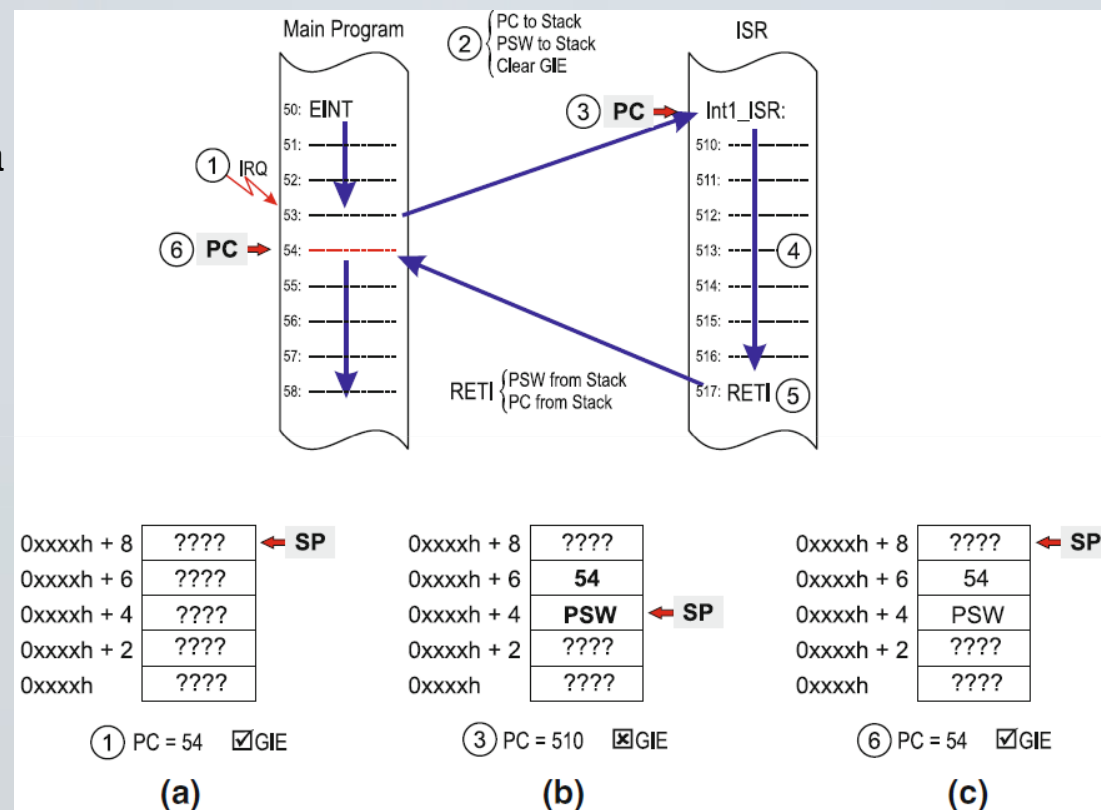 Main Program
② { PC to Stack
PSW to Stack
Clear GIE
ISR
50: EINT
51:
① IRQ
52:
53:
⑥ PC
54:
55:
56:
57:
58:
③ PC
Int1_ISR:
510:
511:
512:
513: ④
514:
515:
516:
517: RETI ⑤
RETI { PSW from Stack
PC from Stack
0xxxxh + 8 ???? SP
0xxxxh + 6 ????
0xxxxh + 4 ????
0xxxxh + 2 ????
0xxxxh ????
① PC = 54 ☑GIE
(a)
0xxxxh + 8 ????
0xxxxh + 6 54
0xxxxh + 4 PSW SP
0xxxxh + 2 ????
0xxxxh ????
③ PC = 510 ☒GIE
(b)
0xxxxh + 8 ???? SP
0xxxxh + 6 54
0xxxxh + 4 PSW
0xxxxh + 2 ????
0xxxxh ????
⑥ PC = 54 ☑GIE
(c)